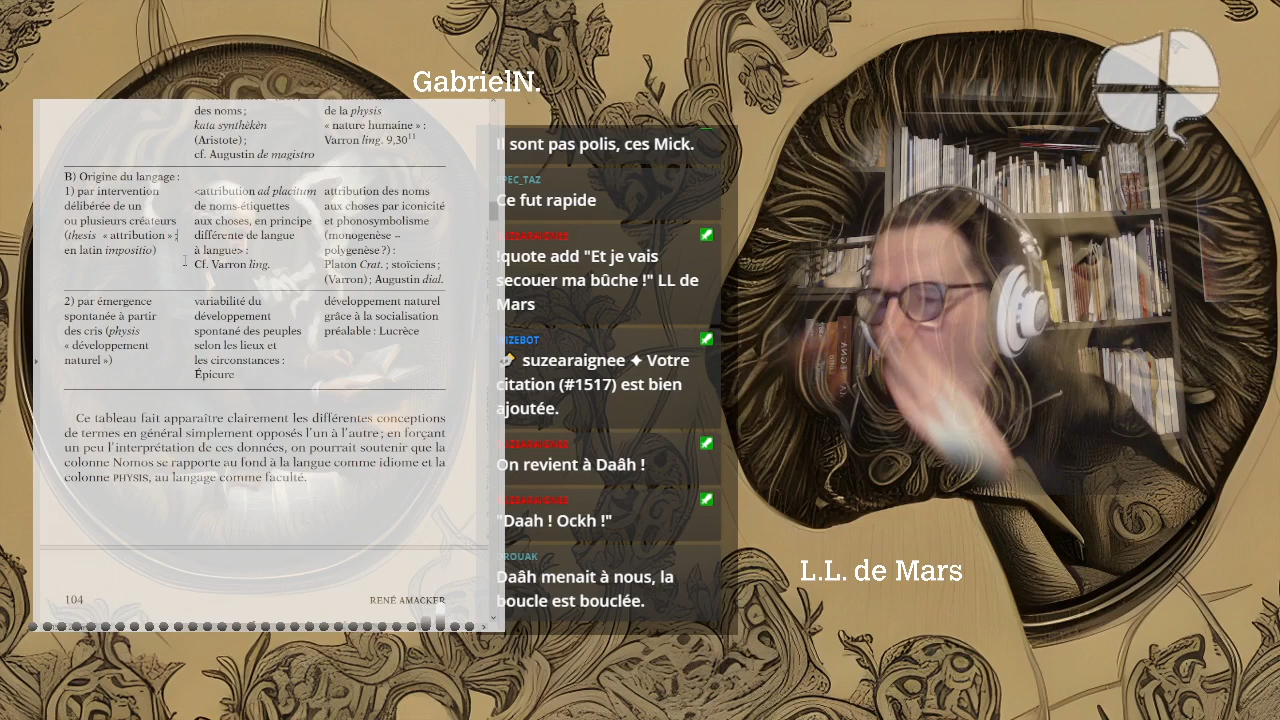 GabrielN.
des noms ;
kata synthēkēn
(Aristote) ;
cf. Augustin de magistro
de la physis
« nature humaine » :
Varron ling. 9,30¹¹
B) Origine du langage :
1) par intervention
délibérée de un
ou plusieurs créateurs
(thesis « attribution » ;
en latin impositio)
<attribution ad placitum
de noms-étiquettes
aux choses, en principe
différente de langue
à langue> :
Cf. Varron ling.
attribution des noms
aux choses par iconicité
et phonosymbolisme
(monogenèse –
polygenèse ?) :
Platon Crat. ; stoïciens ;
(Varron) ; Augustin dial.
2) par émergence
spontanée à partir
des cris (physis
« développement
naturel »)
variabilité du
développement
spontané des peuples
selon les lieux et
les circonstances :
Épicure
développement naturel
grâce à la socialisation
préalable : Lucrèce
Ce tableau fait apparaître clairement les différentes conceptions
de termes en général simplement opposés l'un à l'autre ; en forçant
un peu l'interprétation de ces données, on pourrait soutenir que la
colonne Nomos se rapporte au fond à la langue comme idiome et la
colonne PHYSIS, au langage comme faculté.
104
RENÉ AMACKER
Il sont pas polis, ces Mick.
Ce fut rapide
!quote add "Et je vais
secouer ma bûche !" LL de
Mars
suzearaignee ✦ Votre
citation (#1517) est bien
ajoutée.
On revient à Daâh !
"Daah ! Ockh !"
Daâh menait à nous, la
boucle est bouclée.
L.L. de Mars